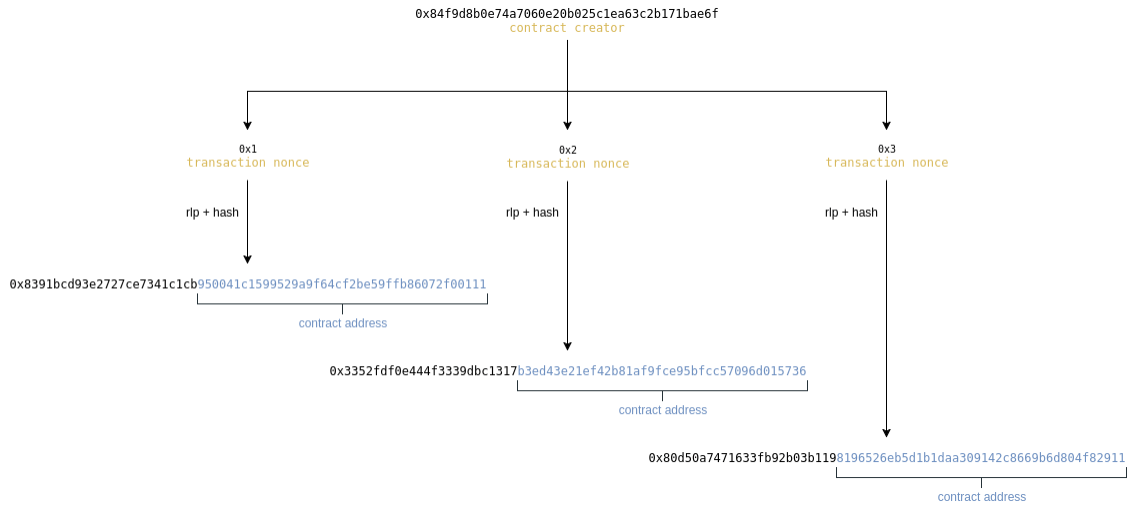 0x84f9d8b0e74a7060e20b025c1ea63c2b171bae6f
contract creator
0x1
transaction nonce
0x2
transaction nonce
0x3
transaction nonce
rlp + hash
rlp + hash
rlp + hash
0x8391bcd93e2727ce7341c1cb950041c1599529a9f64cf2be59ffb86072f00111
contract address
0x3352fdf0e444f3339dbc1317b3ed43e21ef42b81af9fce95bfcc57096d015736
contract address
0x80d50a7471633fb92b03b1198196526eb5d1b1daa309142c8669b6d804f82911
contract address